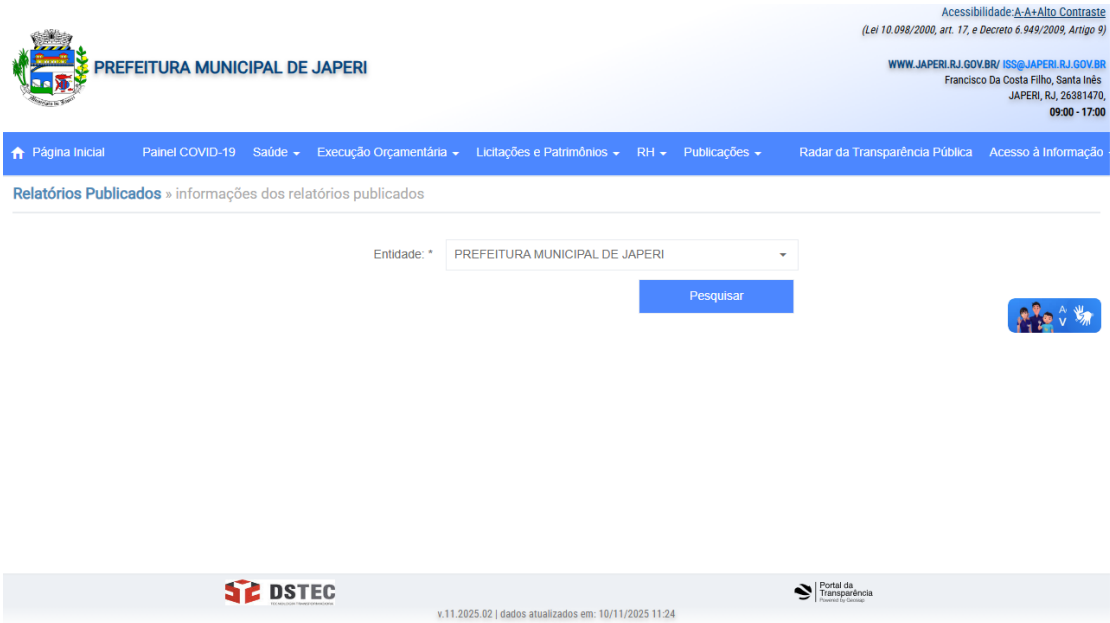 Acessibilidade:A-A+Alto Contraste
(Lei 10.098/2000, art. 17, e Decreto 6.949/2009, Artigo 9)
PREFEITURA MUNICIPAL DE JAPERI
WWW.JAPERI.RJ.GOV.BR/ ISS@JAPERI.RJ.GOV.BR
Francisco Da Costa Filho, Santa Inês
JAPERI, RJ, 26381470,
09:00 - 17:00
Página Inicial Painel COVID-19 Saúde Execução Orçamentária Licitações e Patrimônios RH Publicações Radar da Transparência Pública Acesso à Informação
Relatórios Publicados » informações dos relatórios publicados
Entidade: * PREFEITURA MUNICIPAL DE JAPERI
Pesquisar
DSTEC
Portal da
Transparência
v.11.2025.02 | dados atualizados em: 10/11/2025 11:24